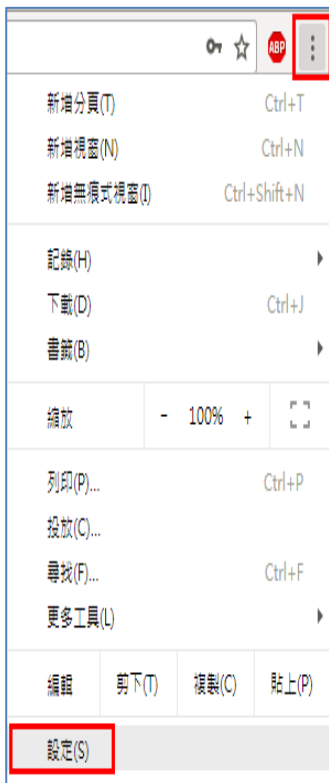 ABP
新增分頁(T) Ctrl+T
新增視窗(N) Ctrl+N
新增無痕式視窗(I) Ctrl+Shift+N
記錄(H)
下載(D) Ctrl+J
書籤(B)
縮放 - 100% +
列印(P)... Ctrl+P
投放(C)...
尋找(F)... Ctrl+F
更多工具(L)
編輯 剪下(T) 複製(C) 貼上(P)
設定(S)